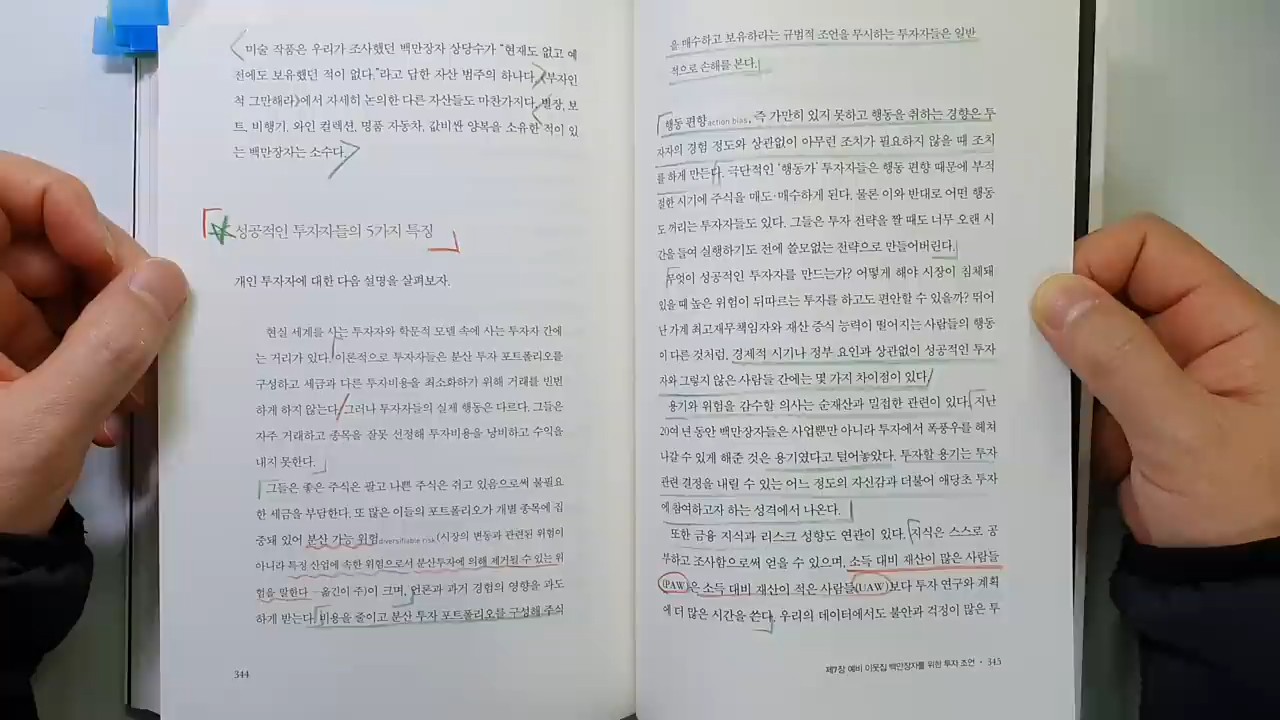 미술 작품은 우리가 조사했던 백만장자 상당수가 “현재도 없고 예
전에도 보유했던 적이 없다.”라고 답한 자산 범주의 하나다. 《부자인
척 그만해라》에서 자세히 논의한 다른 자산들도 마찬가지다. 별장, 보
트, 비행기, 와인 컬렉션, 명품 자동차, 값비싼 양복을 소유한 적이 있
는 백만장자는 소수다.
성공적인 투자자들의 5가지 특징
개인 투자자에 대한 다음 설명을 살펴보자.
현실 세계를 사는 투자자와 학문적 모델 속에 사는 투자자 간에
는 거리가 있다. 이론적으로 투자자들은 분산 투자 포트폴리오를
구성하고 세금과 다른 투자비용을 최소화하기 위해 거래를 빈번
하게 하지 않는다. 그러나 투자자들의 실제 행동은 다르다. 그들은
자주 거래하고 종목을 잘못 선정해 투자비용을 낭비하고 수익을
내지 못한다.
그들은 좋은 주식은 팔고 나쁜 주식은 쥐고 있음으로써 불필요
한 세금을 부담한다. 또 많은 이들의 포트폴리오가 개별 종목에 집
중돼 있어 분산 가능 위험diversifiable risk(시장의 변동과 관련된 위험이
아니라 특정 산업에 속한 위험으로서 분산투자에 의해 제거될 수 있는 위
험을 말한다 - 옮긴이 주)이 크며, 언론과 과거 경험의 영향을 과도
하게 받는다. 비용을 줄이고 분산 투자 포트폴리오를 구성해 주식
344
을 매수하고 보유하라는 규범적 조언을 무시하는 투자자들은 일반
적으로 손해를 본다.
행동 편향action bias, 즉 가만히 있지 못하고 행동을 취하는 경향은 투
자자의 경험 정도와 상관없이 아무런 조치가 필요하지 않을 때 조치
를 하게 만든다. 극단적인 ‘행동가’ 투자자들은 행동 편향 때문에 부적
절한 시기에 주식을 매도·매수하게 된다. 물론 이와 반대로 어떤 행동
도 꺼리는 투자자들도 있다. 그들은 투자 전략을 짤 때도 너무 오랜 시
간을 들여 실행하기도 전에 쓸모없는 전략으로 만들어버린다.
무엇이 성공적인 투자자를 만드는가? 어떻게 해야 시장이 침체돼
있을 때 높은 위험이 뒤따르는 투자를 하고도 편안할 수 있을까? 뛰어
난 가계 최고재무책임자와 재산 증식 능력이 떨어지는 사람들의 행동
이 다른 것처럼, 경제적 시기나 정부 요인과 상관없이 성공적인 투자
자와 그렇지 않은 사람들 간에는 몇 가지 차이점이 있다.
용기와 위험을 감수할 의사는 순재산과 밀접한 관련이 있다. 지난
20여 년 동안 백만장자들은 사업뿐만 아니라 투자에서 폭풍우를 헤쳐
나갈 수 있게 해준 것은 용기였다고 털어놓았다. 투자할 용기는 투자
관련 결정을 내릴 수 있는 어느 정도의 자신감과 더불어 애당초 투자
에 참여하고자 하는 성격에서 나온다.
또한 금융 지식과 리스크 성향도 연관이 있다. 지식은 스스로 공
부하고 조사함으로써 얻을 수 있으며, 소득 대비 재산이 많은 사람들
(PAW)은 소득 대비 재산이 적은 사람들(UAW)보다 투자 연구와 계획
에 더 많은 시간을 쓴다. 우리의 데이터에서도 불안과 걱정이 많은 투
제7장 예비 이웃집 백만장자를 위한 투자 조언 • 345